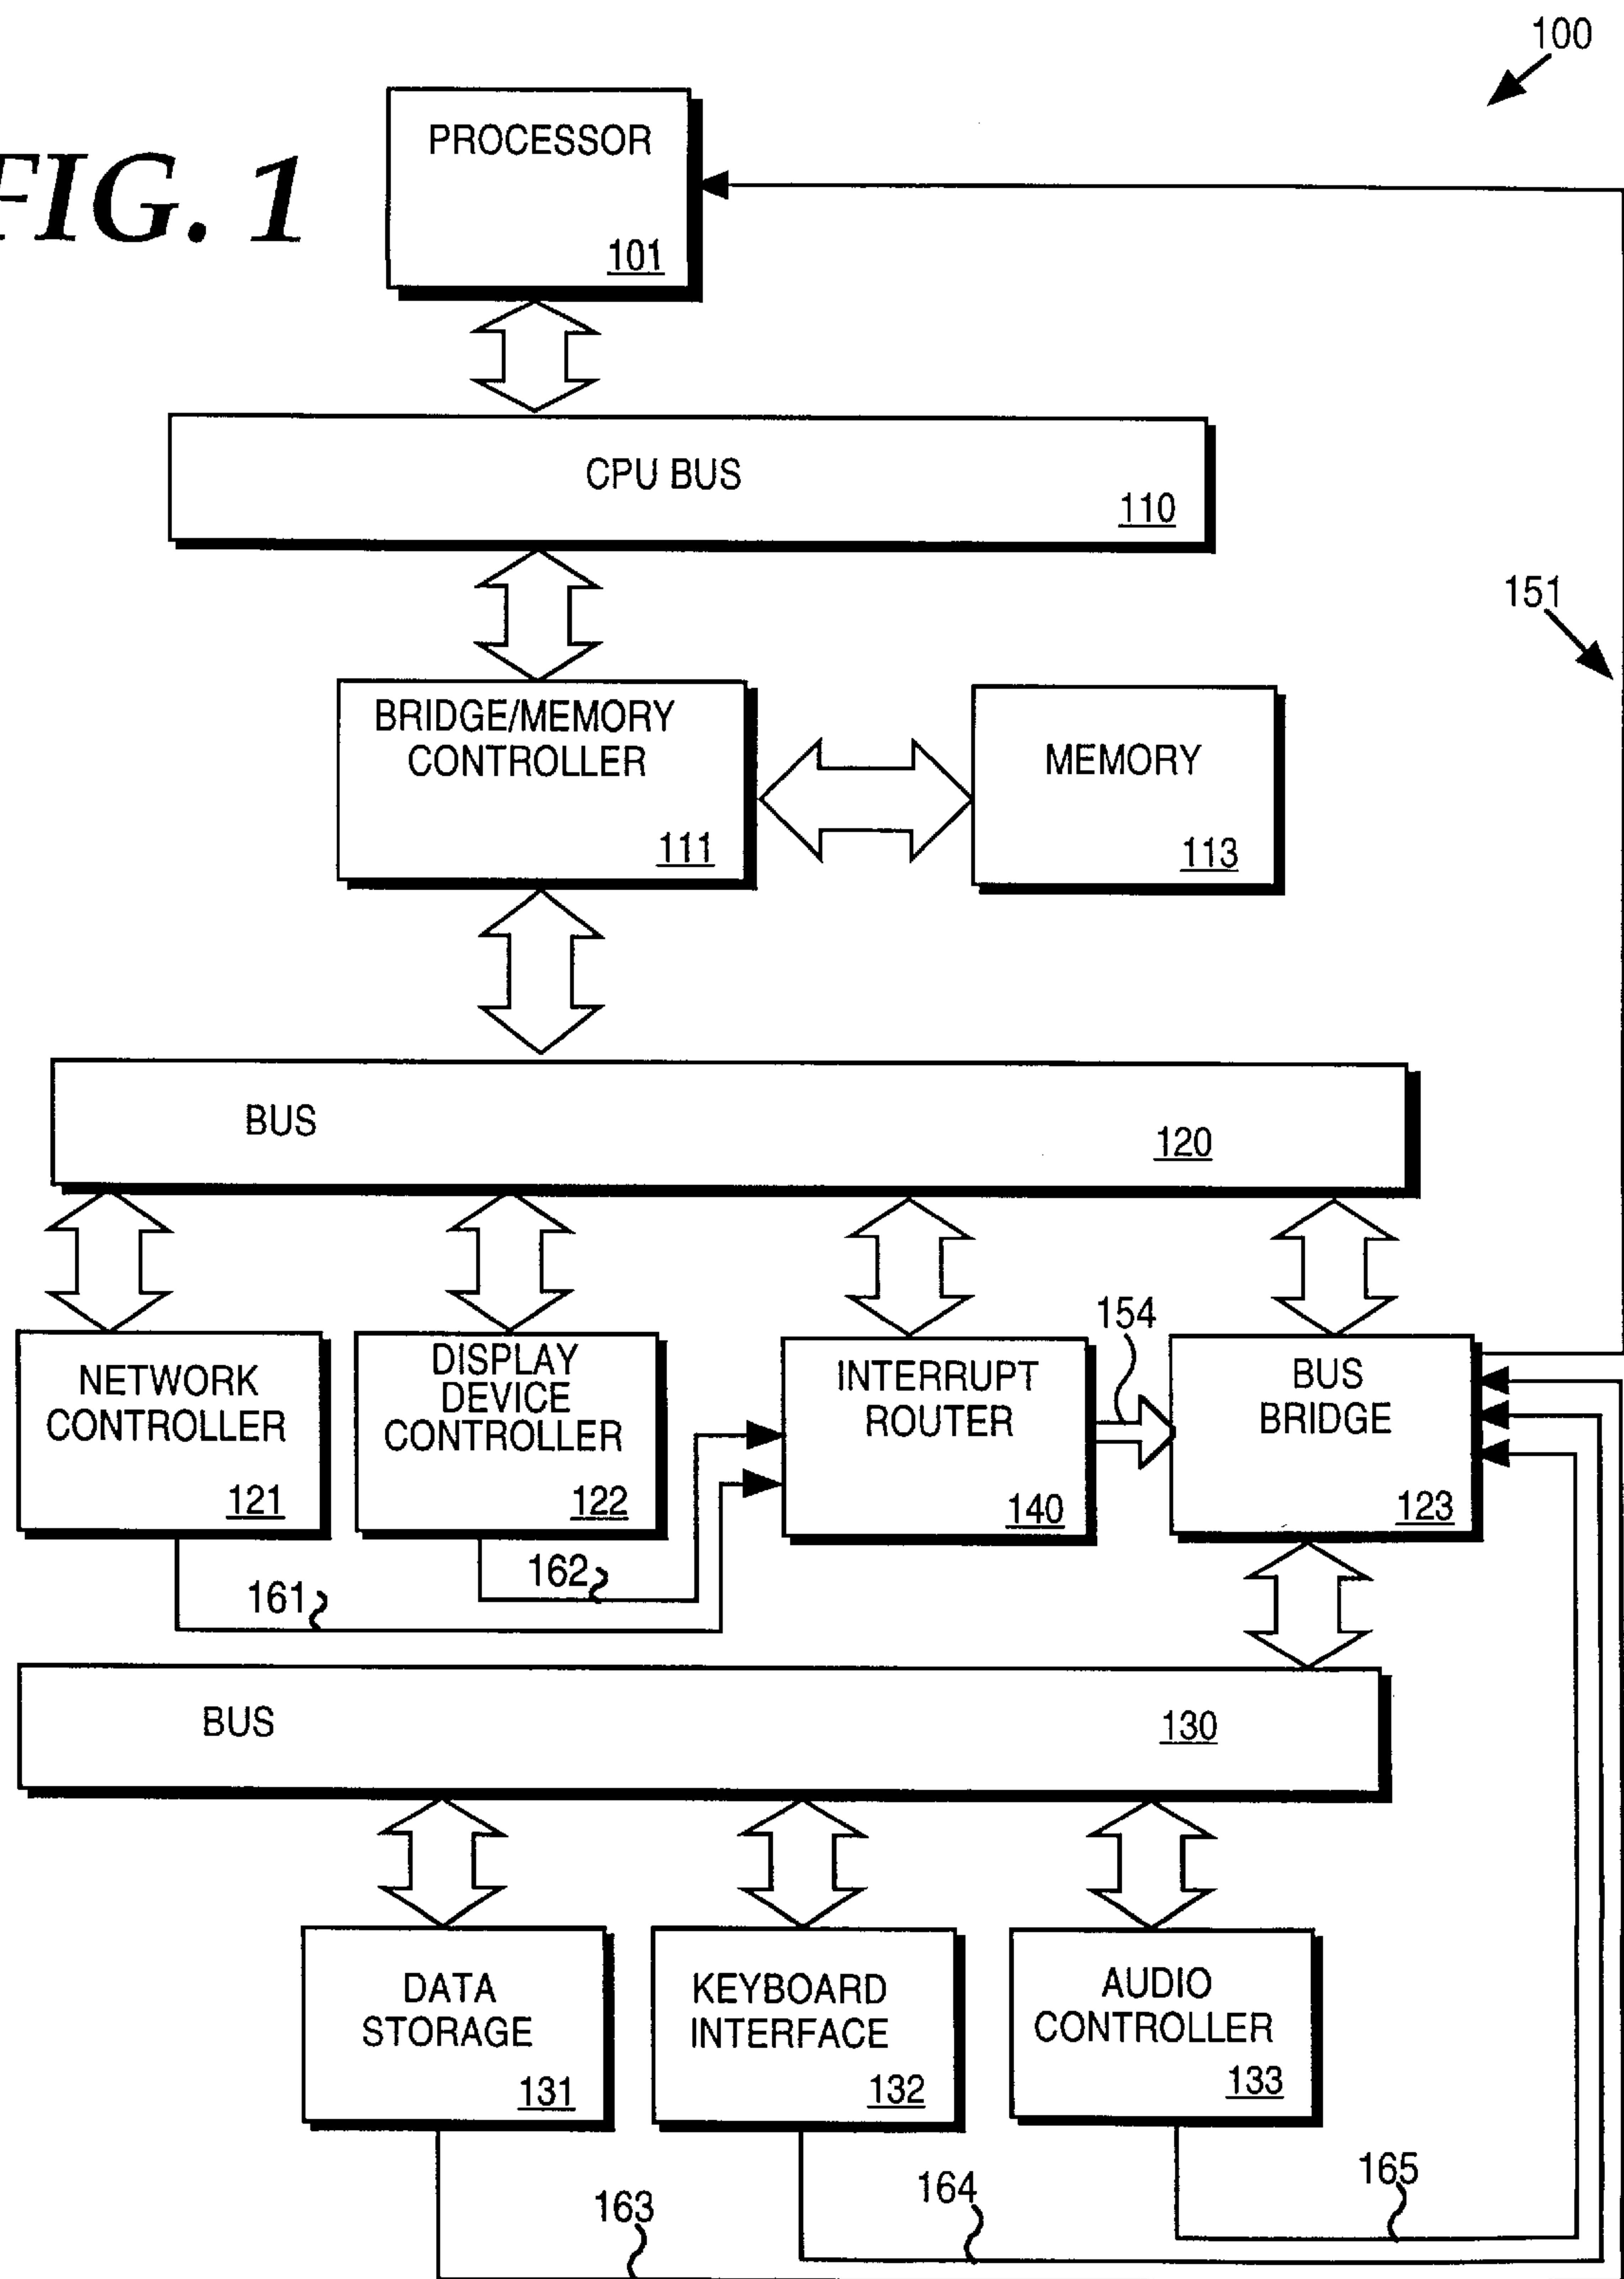 100
FIG. 1
PROCESSOR
101
CPU BUS
110
151
BRIDGE/MEMORY
CONTROLLER
111
MEMORY
113
BUS
120
154
NETWORK
CONTROLLER
121
DISPLAY
DEVICE
CONTROLLER
122
INTERRUPT
ROUTER
140
BUS
BRIDGE
123
162
161
BUS
130
DATA
STORAGE
131
KEYBOARD
INTERFACE
132
AUDIO
CONTROLLER
133
163
164
165